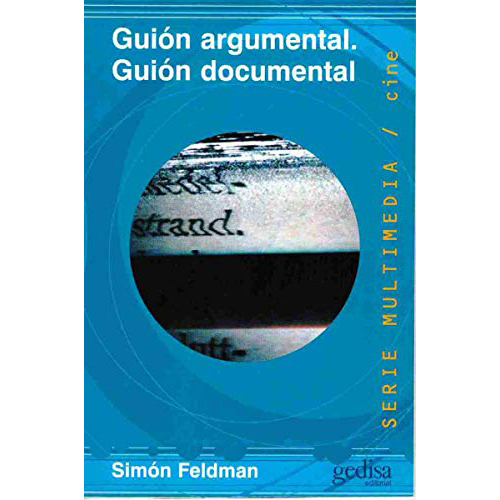 Guión argumental.
Guión documental
SERIE MULTIMEDIA / cine
strand.
Simón Feldman
gedisa
editorial